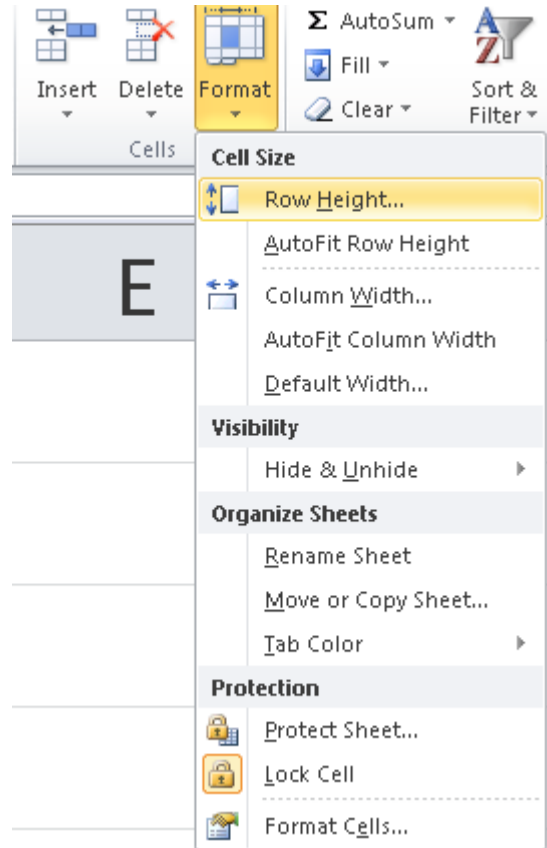 Σ AutoSum
Insert Delete Format Fill Sort &
Clear Filter
Cells
Cell Size
Row Height...
AutoFit Row Height
E
Column Width...
AutoFit Column Width
Default Width...
Visibility
Hide & Unhide
Organize Sheets
Rename Sheet
Move or Copy Sheet...
Tab Color
Protection
Protect Sheet...
Lock Cell
Format Cells...